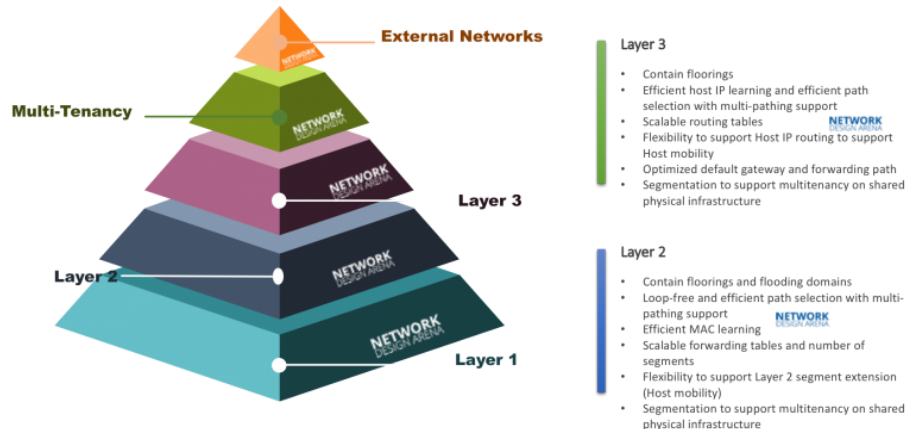 External Networks
Multi-Tenancy
Layer 3
Layer 2
Layer 1
NETWORK
DESIGN ARENA
NETWORK
DESIGN ARENA
NETWORK
DESIGN ARENA
NETWORK
DESIGN ARENA
NETWORK
DESIGN ARENA
Layer 3
• Contain floorings
• Efficient host IP learning and efficient path
selection with multi-pathing support
• Scalable routing tables
NETWORK
DESIGN ARENA
• Flexibility to support Host IP routing to support
Host mobility
• Optimized default gateway and forwarding path
• Segmentation to support multitenancy on shared
physical infrastructure
Layer 2
• Contain floorings and flooding domains
• Loop-free and efficient path selection with multi-
pathing support
NETWORK
DESIGN ARENA
• Efficient MAC learning
• Scalable forwarding tables and number of
segments
• Flexibility to support Layer 2 segment extension
(Host mobility)
• Segmentation to support multitenancy on shared
physical infrastructure